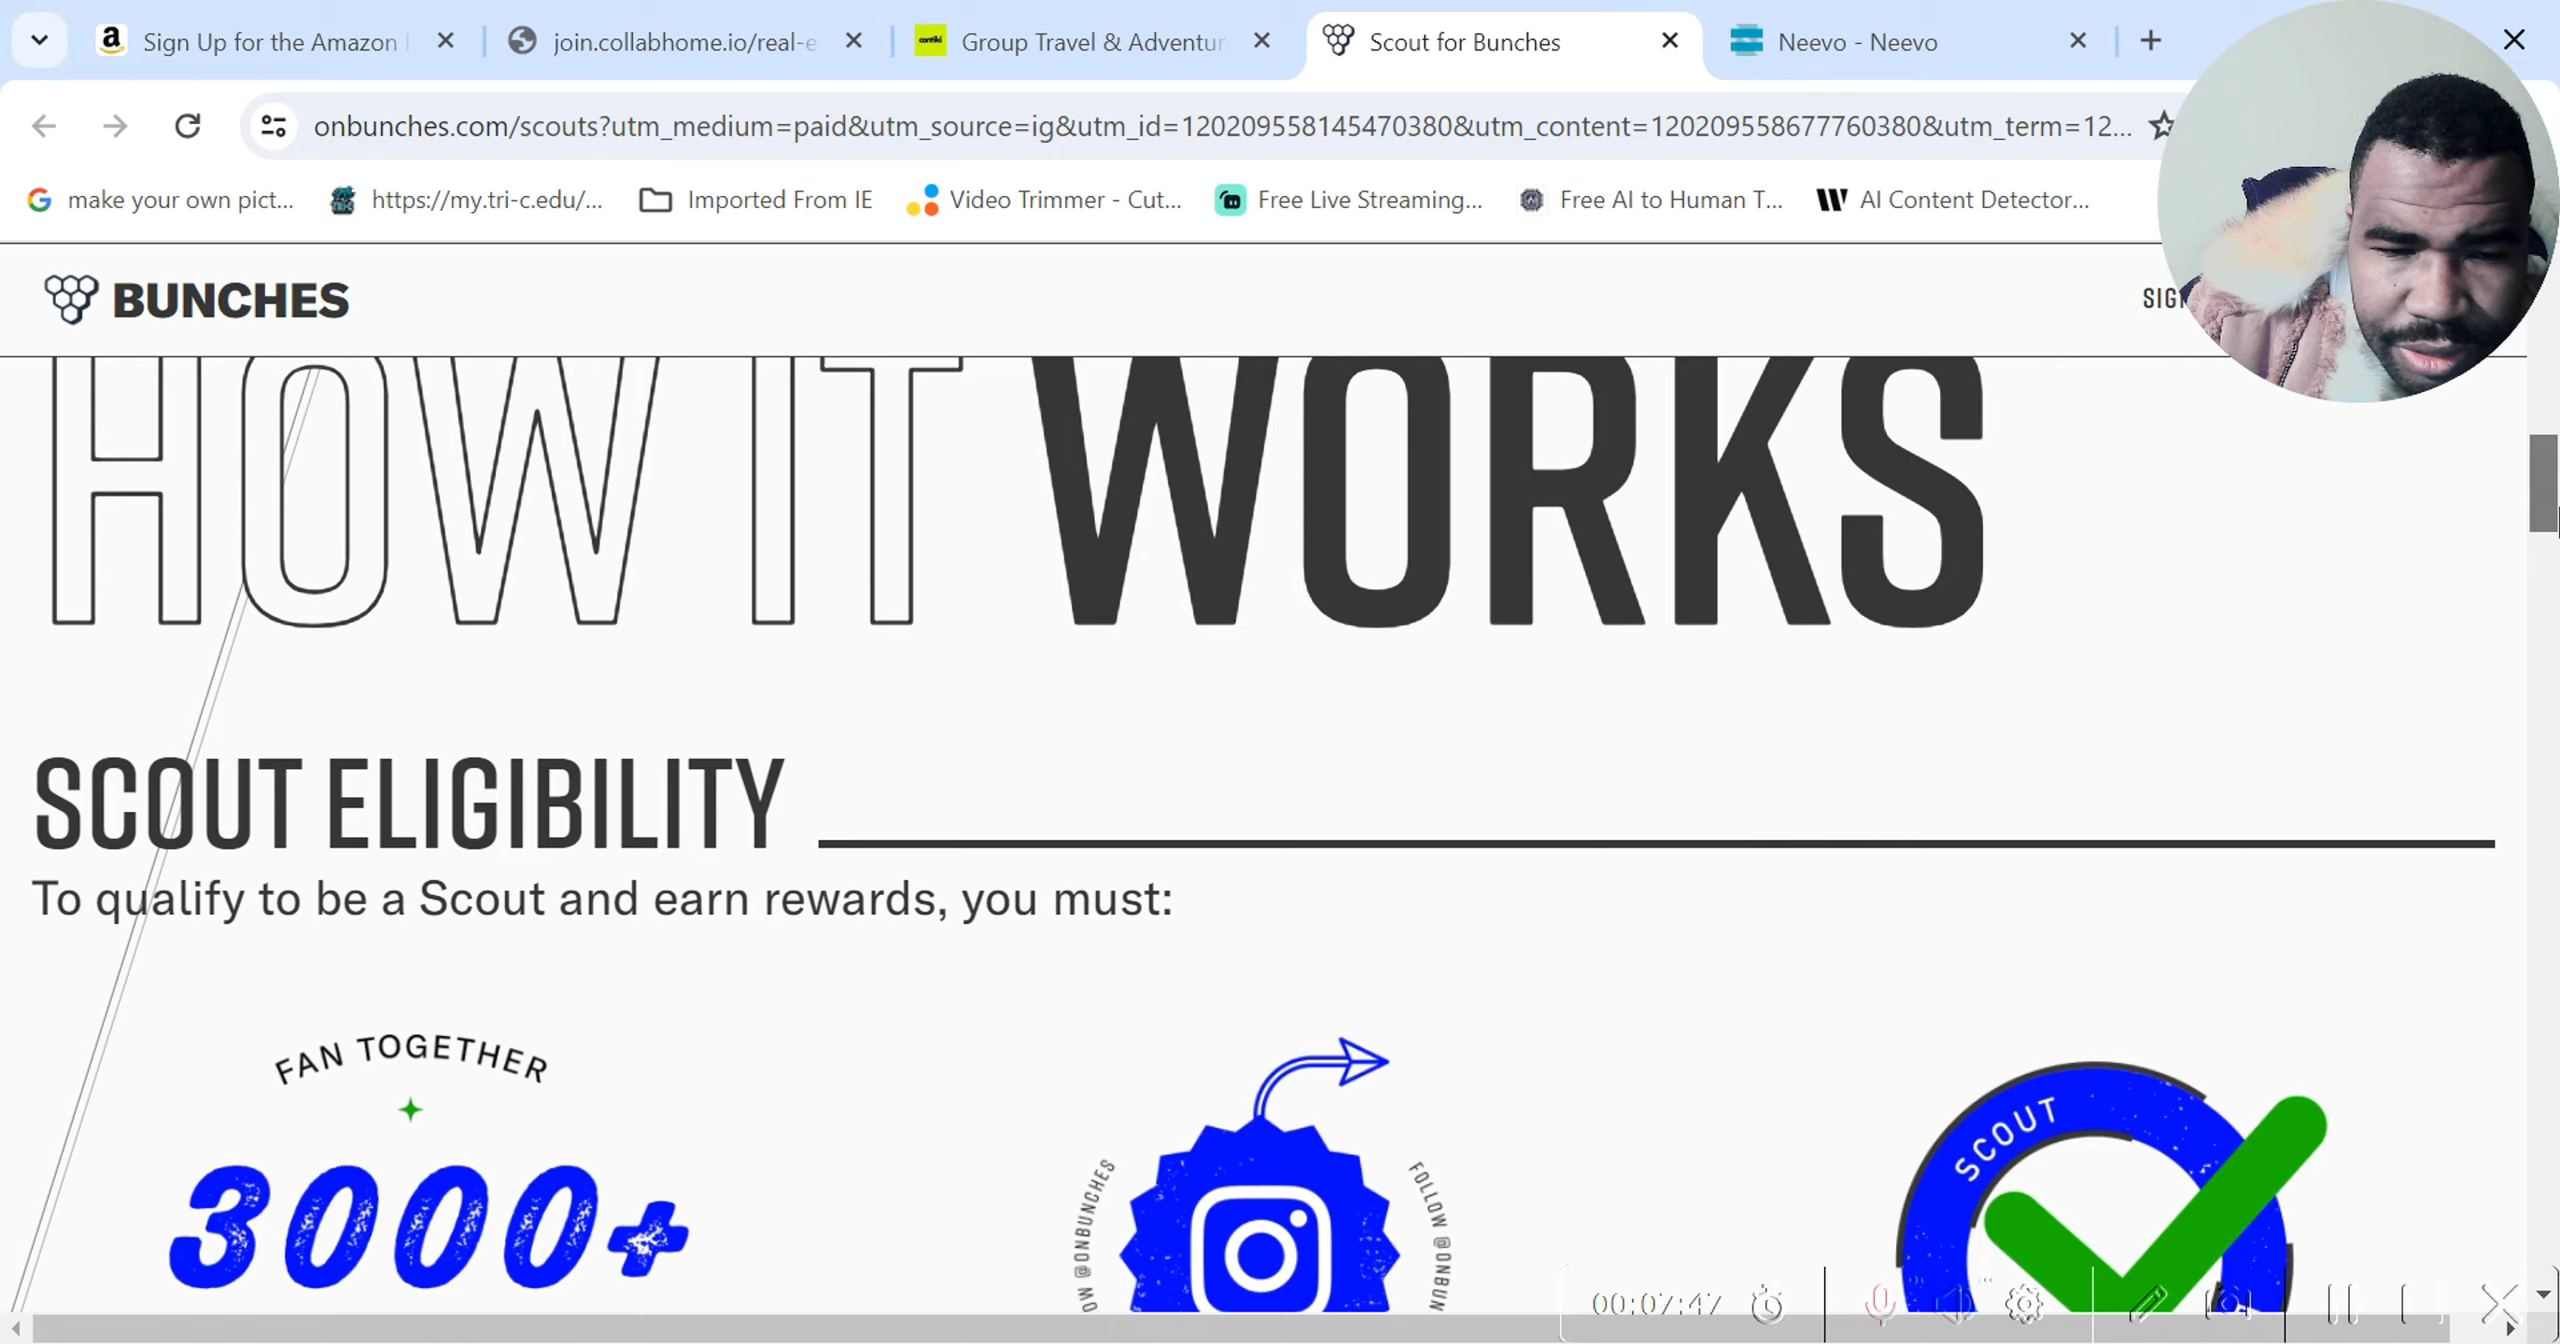 Sign Up for the Amazon
join.collabhome.io/real-e
Group Travel & Adventur
Scout for Bunches
Neevo - Neevo
onbunches.com/scouts?utm_medium=paid&utm_source=ig&utm_id=120209558145470380&utm_content=120209558677760380&utm_term=12...
make your own pict...
https://my.tri-c.edu/...
Imported From IE
Video Trimmer - Cut...
Free Live Streaming...
Free AI to Human T...
AI Content Detector...
BUNCHES
HOW IT WORKS
SCOUT ELIGIBILITY
To qualify to be a Scout and earn rewards, you must:
FAN TOGETHER
3000+
@ONBUNCHES
FOLLOW @ONBUN
SCOUT
00:07:47